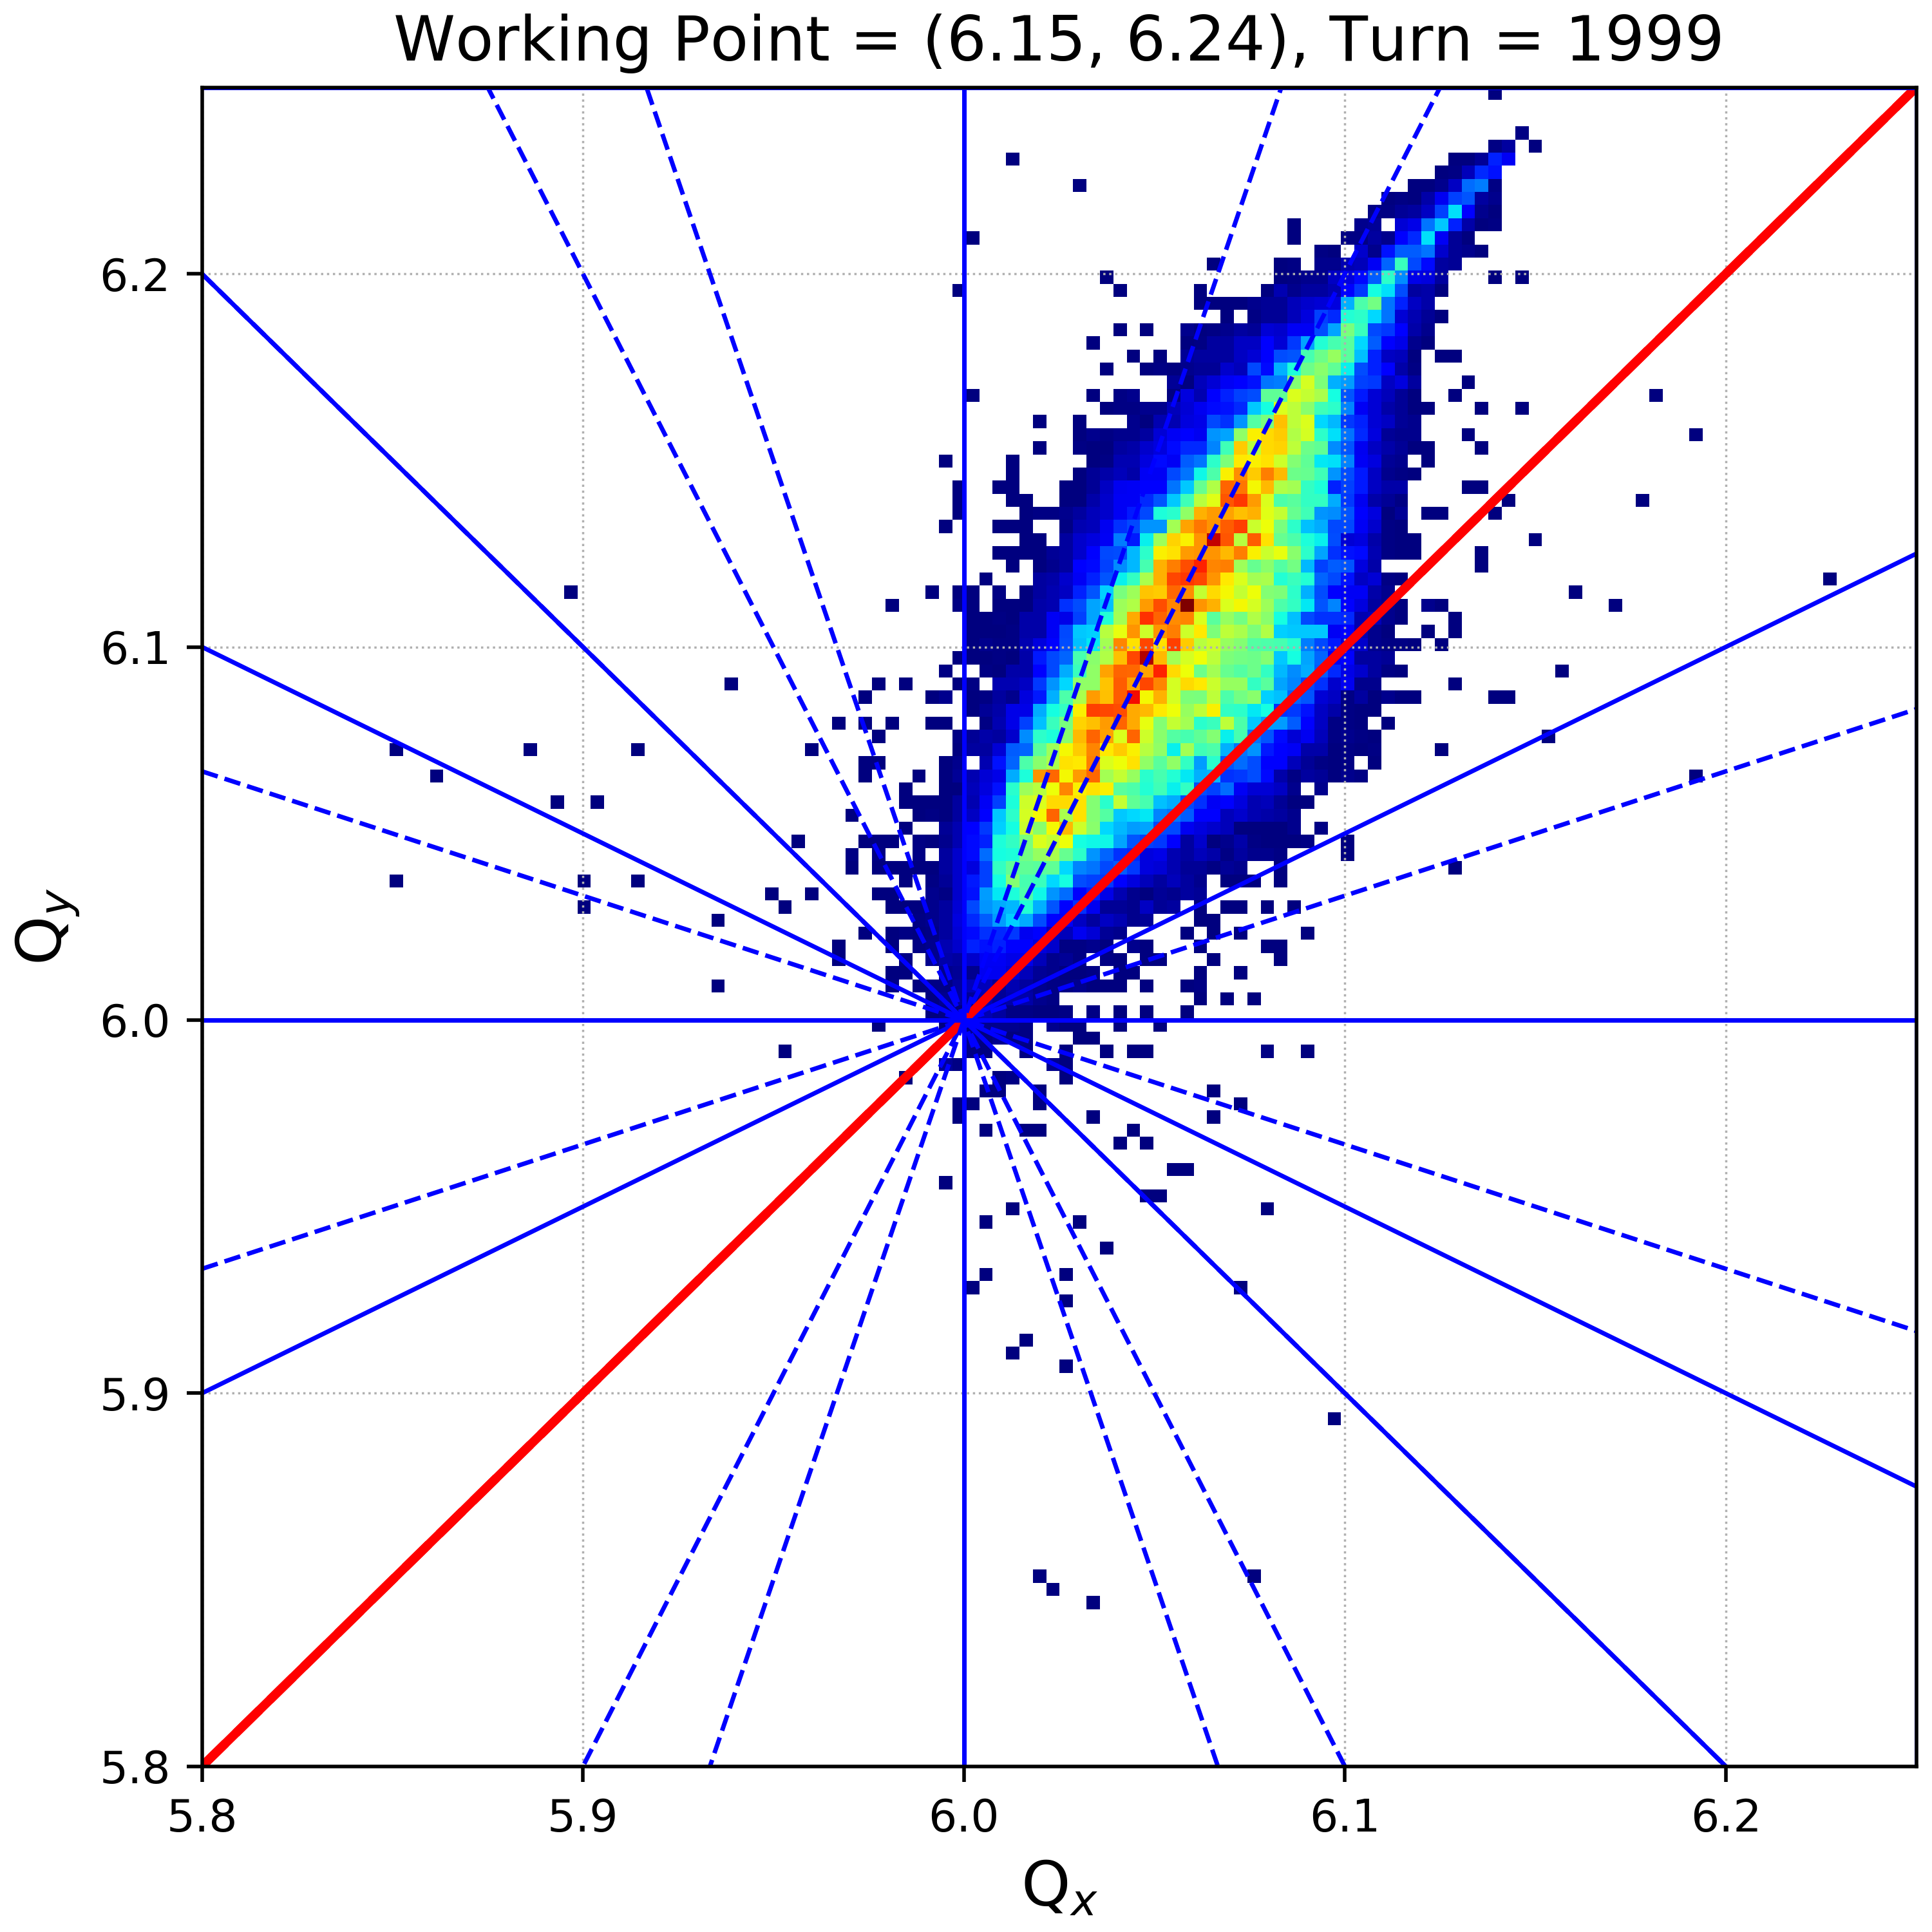 Working Point = (6.15, 6.24), Turn = 1999
6.2
6.1
6.0
5.9
5.8
Qy
5.8 5.9 6.0 6.1 6.2
Qx